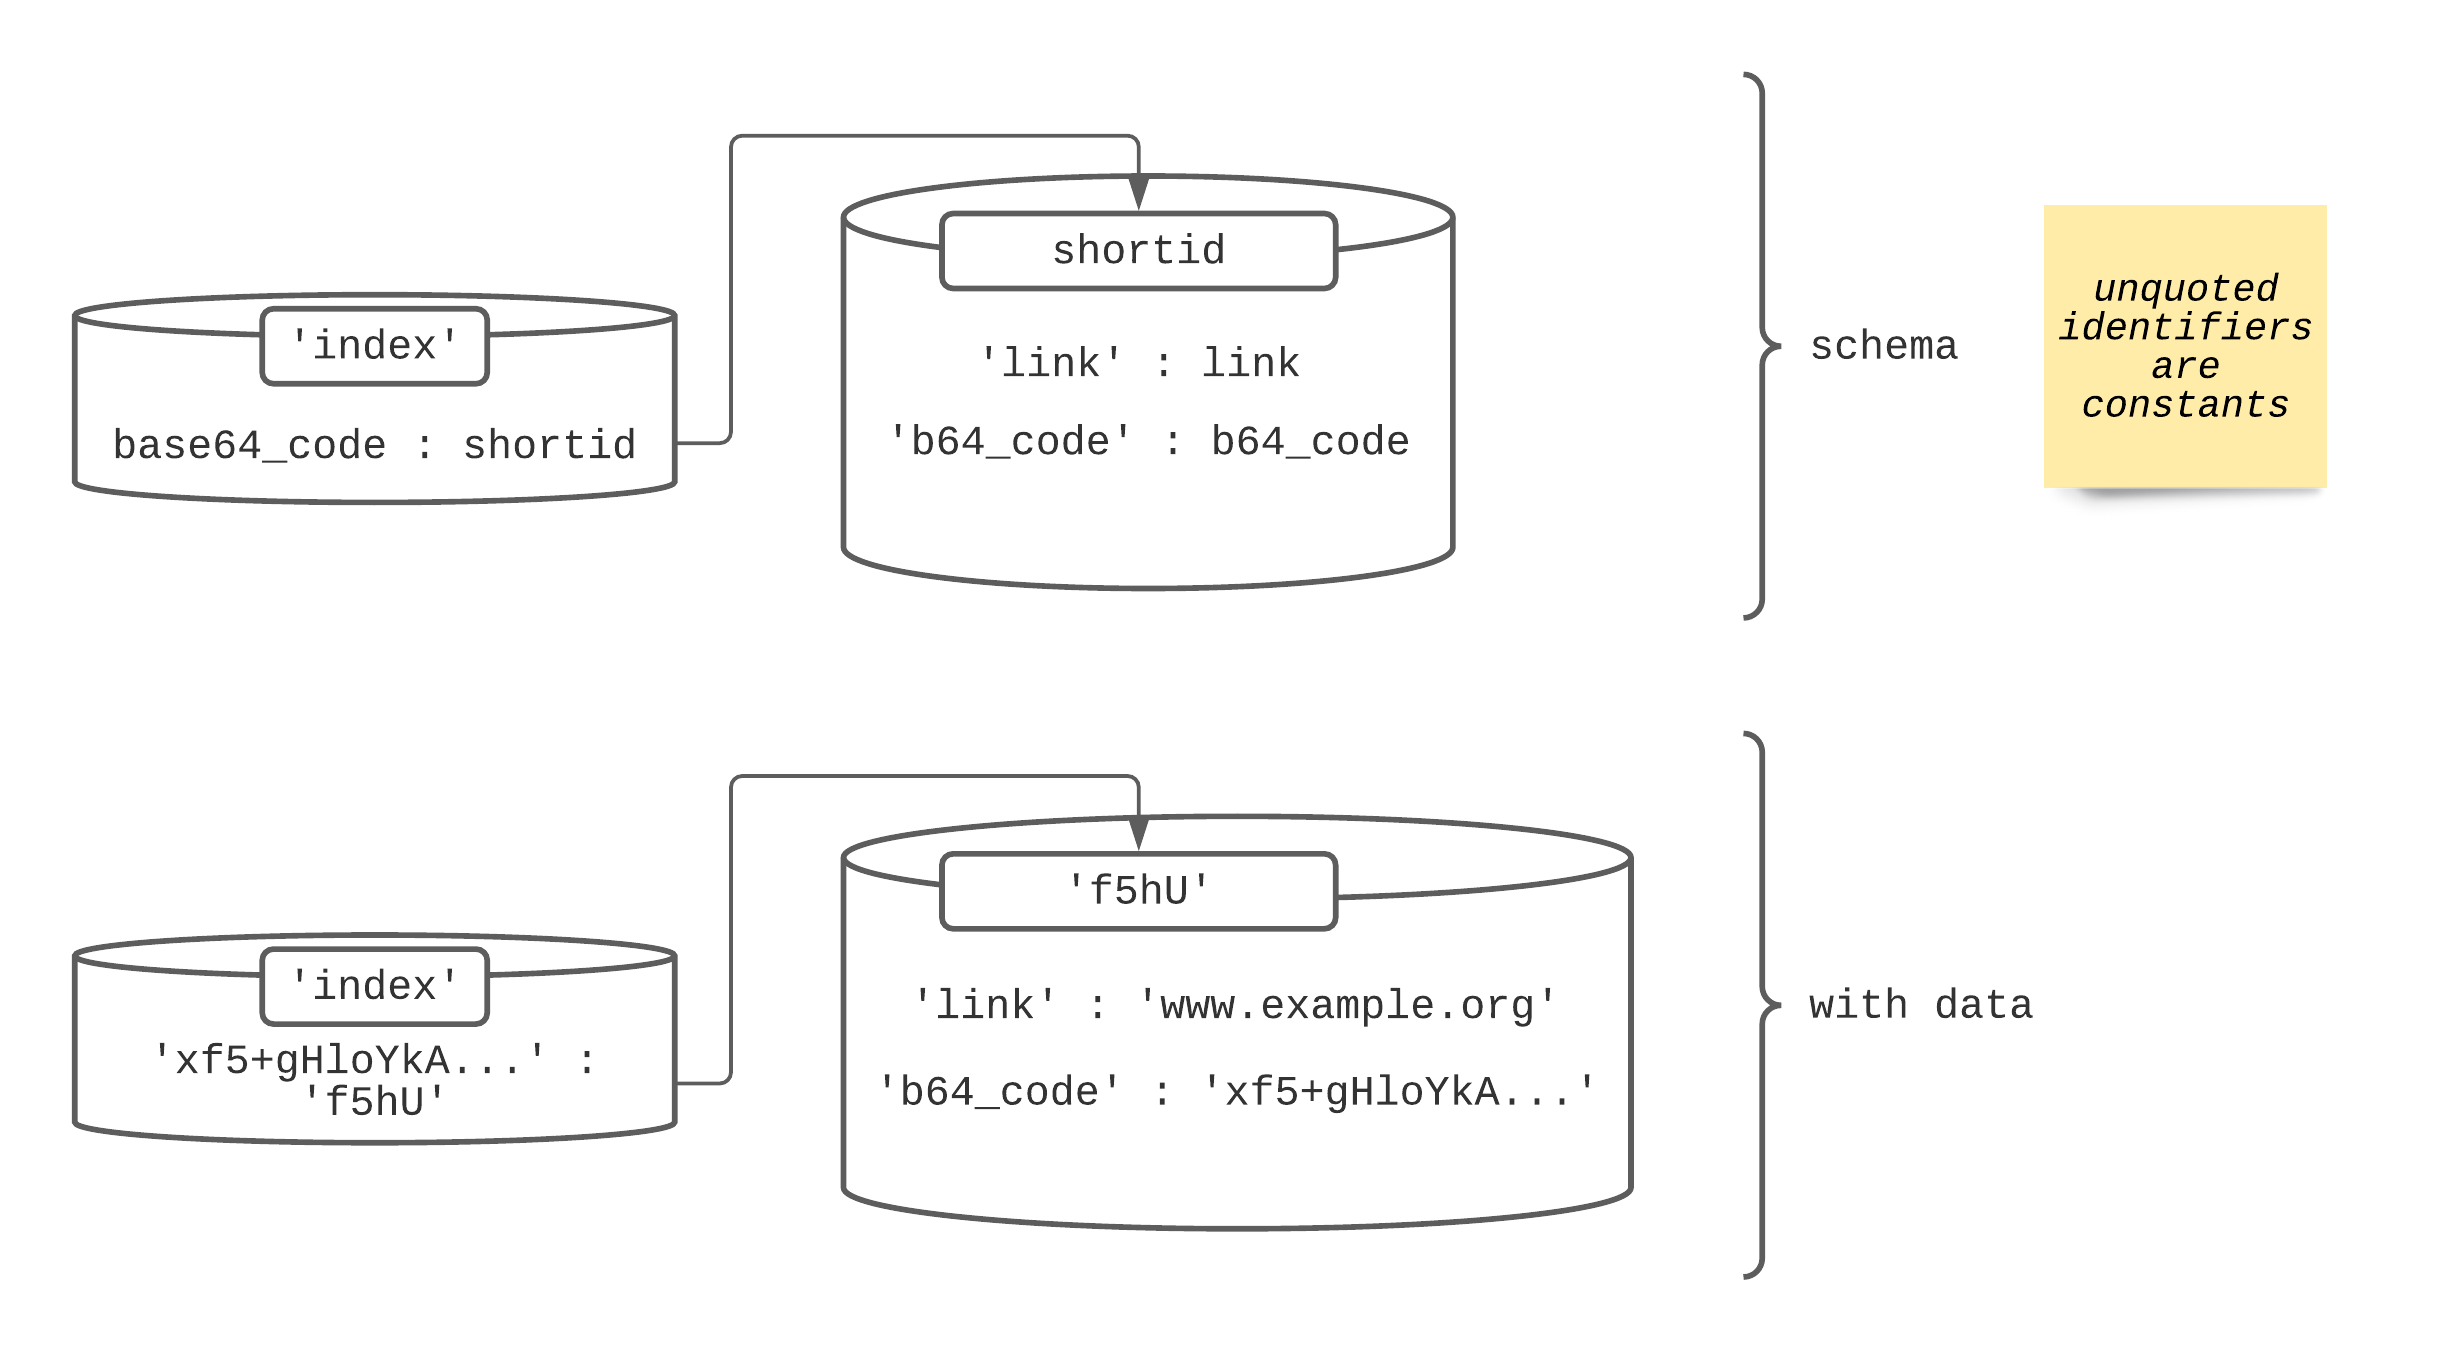 shortid
'index'
'link' : link
base64_code : shortid
'b64_code' : b64_code
schema
unquoted
identifiers
are
constants
'f5hU'
'index'
'link' : 'www.example.org'
'xf5+gHloYkA...' :
'f5hU'
'b64_code' : 'xf5+gHloYkA...'
with data